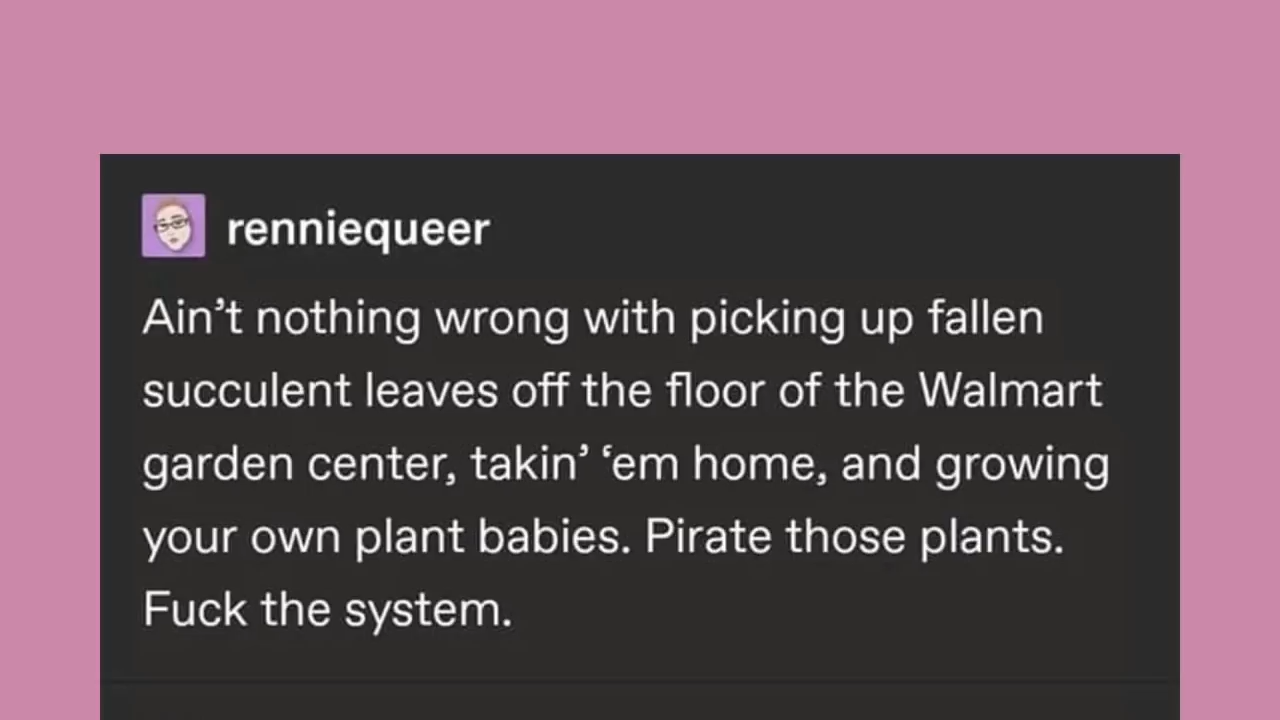 renniequeer
Ain’t nothing wrong with picking up fallen
succulent leaves off the floor of the Walmart
garden center, takin’ ‘em home, and growing
your own plant babies. Pirate those plants.
Fuck the system.